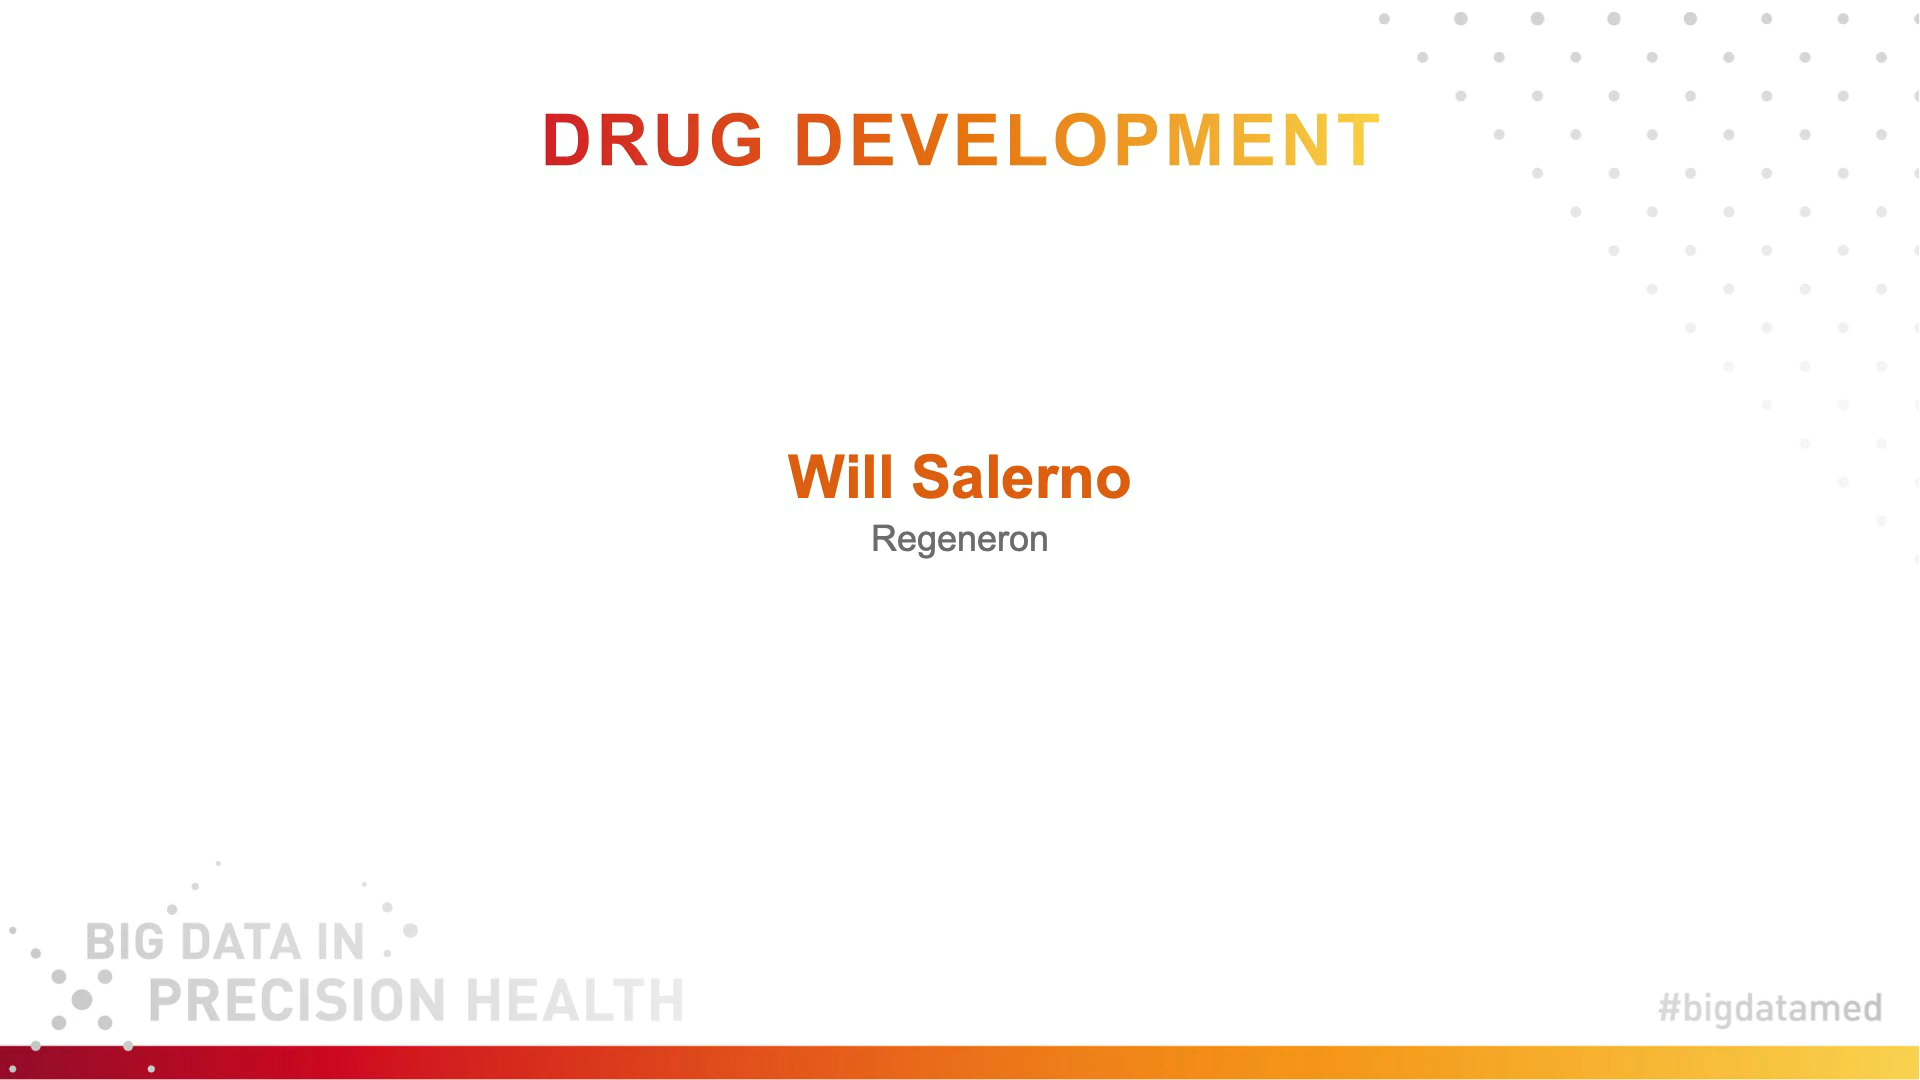 DRUG DEVELOPMENT
Will Salerno
Regeneron
BIG DATA IN
PRECISION HEALTH
#bigdatamed